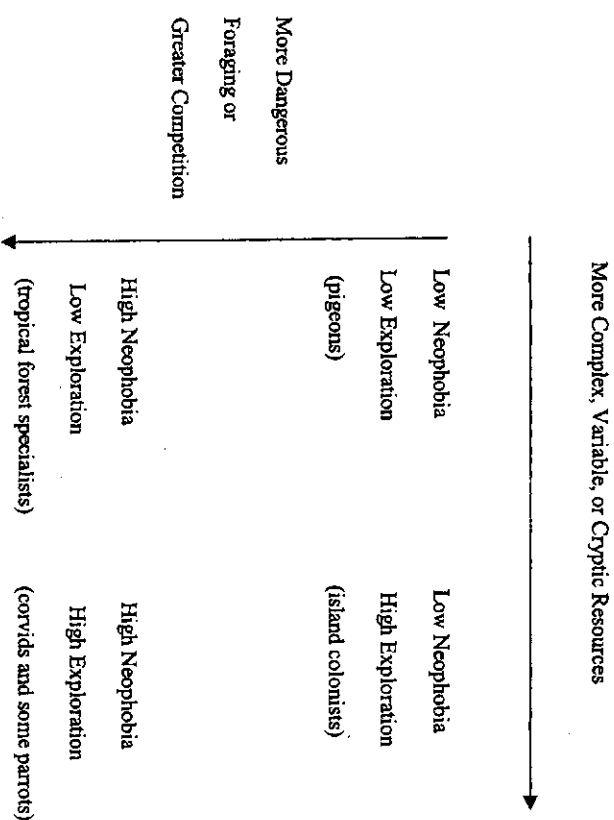 More Complex, Variable, or Cryptic Resources
More Dangerous
Foraging or
Greater Competition
Low Neophobia
Low Exploration
(pigeons)
Low Neophobia
High Exploration
(island colonists)
High Neophobia
Low Exploration
(tropical forest specialists)
High Neophobia
High Exploration
(corvids and some parrots)